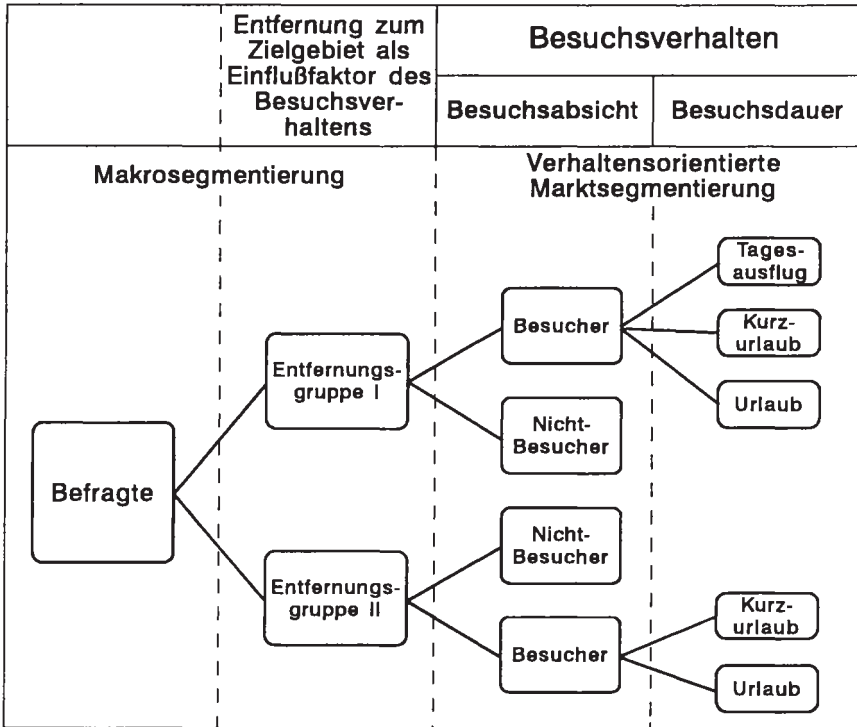 Entfernung zum
Zielgebiet als
Einflußfaktor des
Besuchsver-
haltens
Besuchsverhalten
Besuchsabsicht
Besuchsdauer
Makrosegmentierung
Verhaltensorientierte
Marktsegmentierung
Befragte
Entfernungs-
gruppe I
Besucher
Tages-
ausflug
Kurz-
urlaub
Urlaub
Nicht-
Besucher
Entfernungs-
gruppe II
Nicht-
Besucher
Besucher
Kurz-
urlaub
Urlaub